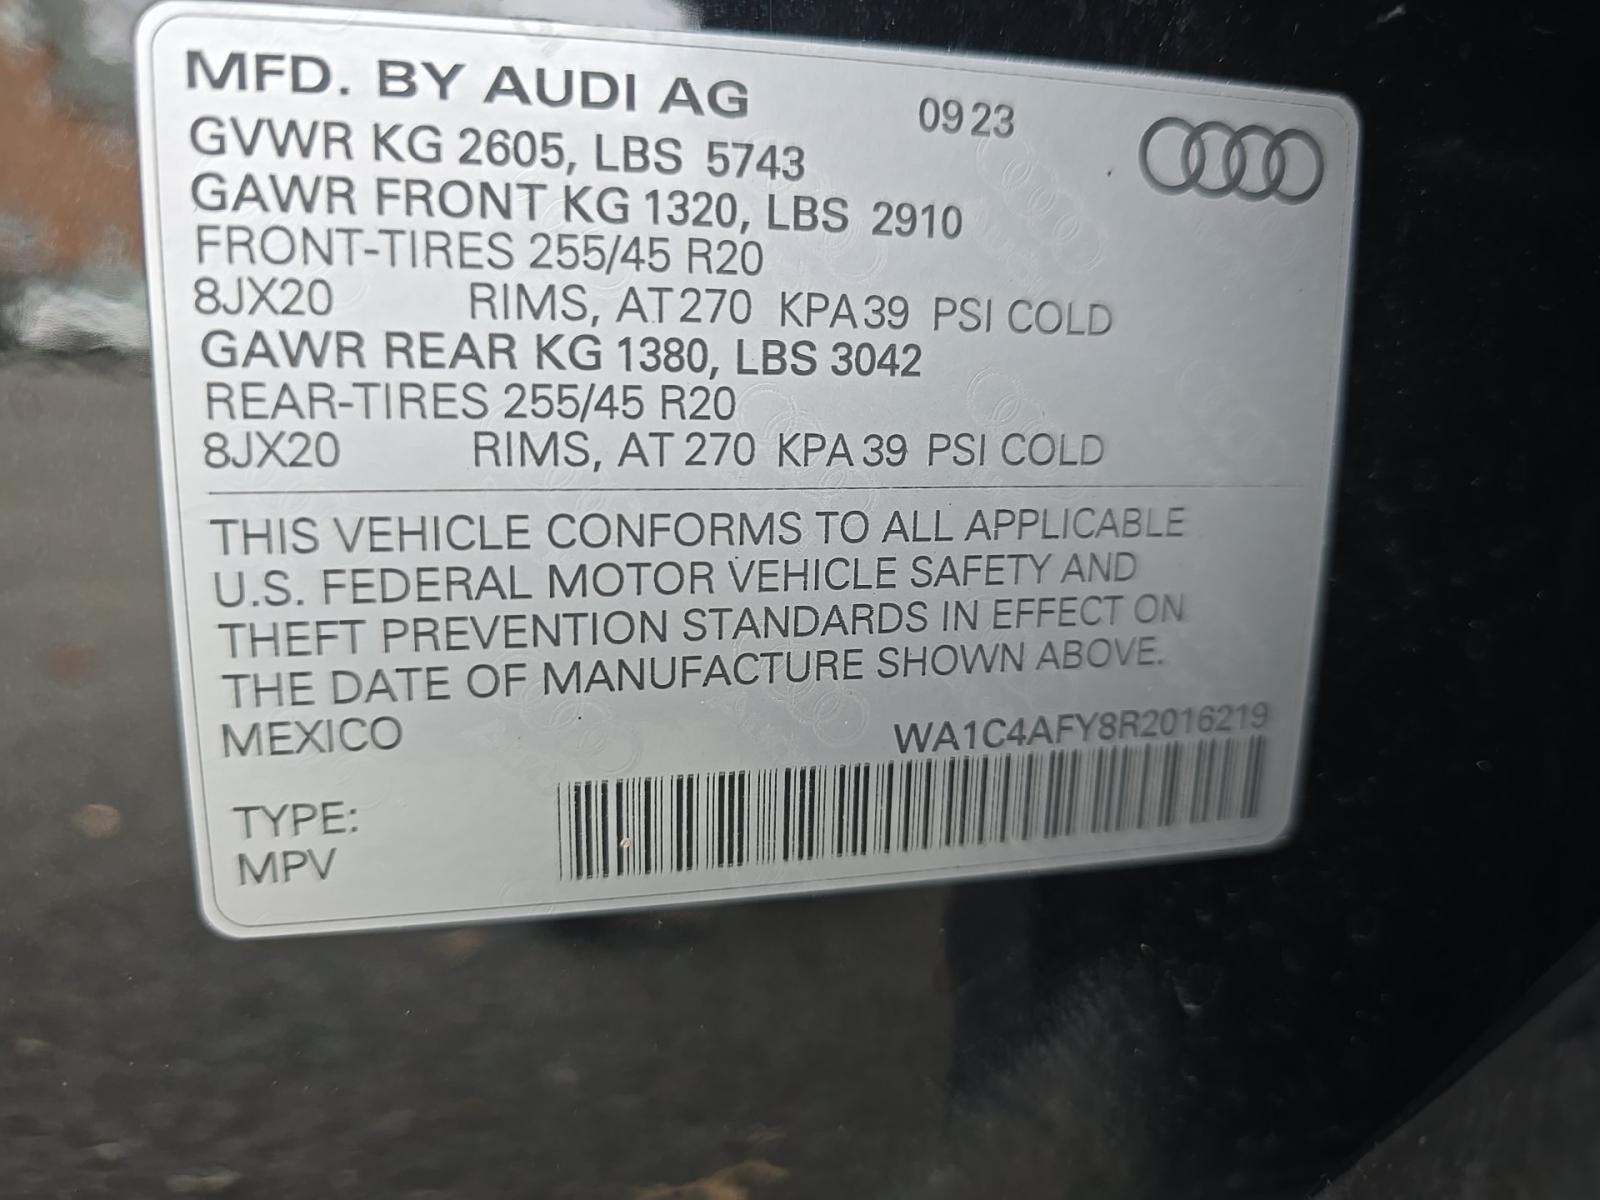 MFD. BY AUDI AG 0923
GVWR KG 2605, LBS 5743
GAWR FRONT KG 1320, LBS 2910
FRONT-TIRES 255/45 R20
8JX20 RIMS, AT 270 KPA 39 PSI COLD
GAWR REAR KG 1380, LBS 3042
REAR-TIRES 255/45 R20
8JX20 RIMS, AT 270 KPA 39 PSI COLD
THIS VEHICLE CONFORMS TO ALL APPLICABLE
U.S. FEDERAL MOTOR VEHICLE SAFETY AND
THEFT PREVENTION STANDARDS IN EFFECT ON
THE DATE OF MANUFACTURE SHOWN ABOVE.
MEXICO WA1C4AFY8R2016219
TYPE:
MPV